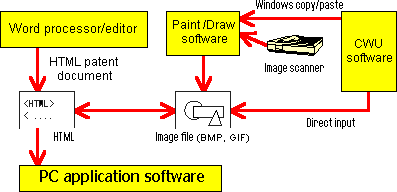 Windows copy/paste
Word processor/editor
Paint/Draw
software
CWU
software
Image scanner
HTML patent
document
<HTML>
< ....
HTML
Image file (BMP, GIF)
Direct input
PC application software